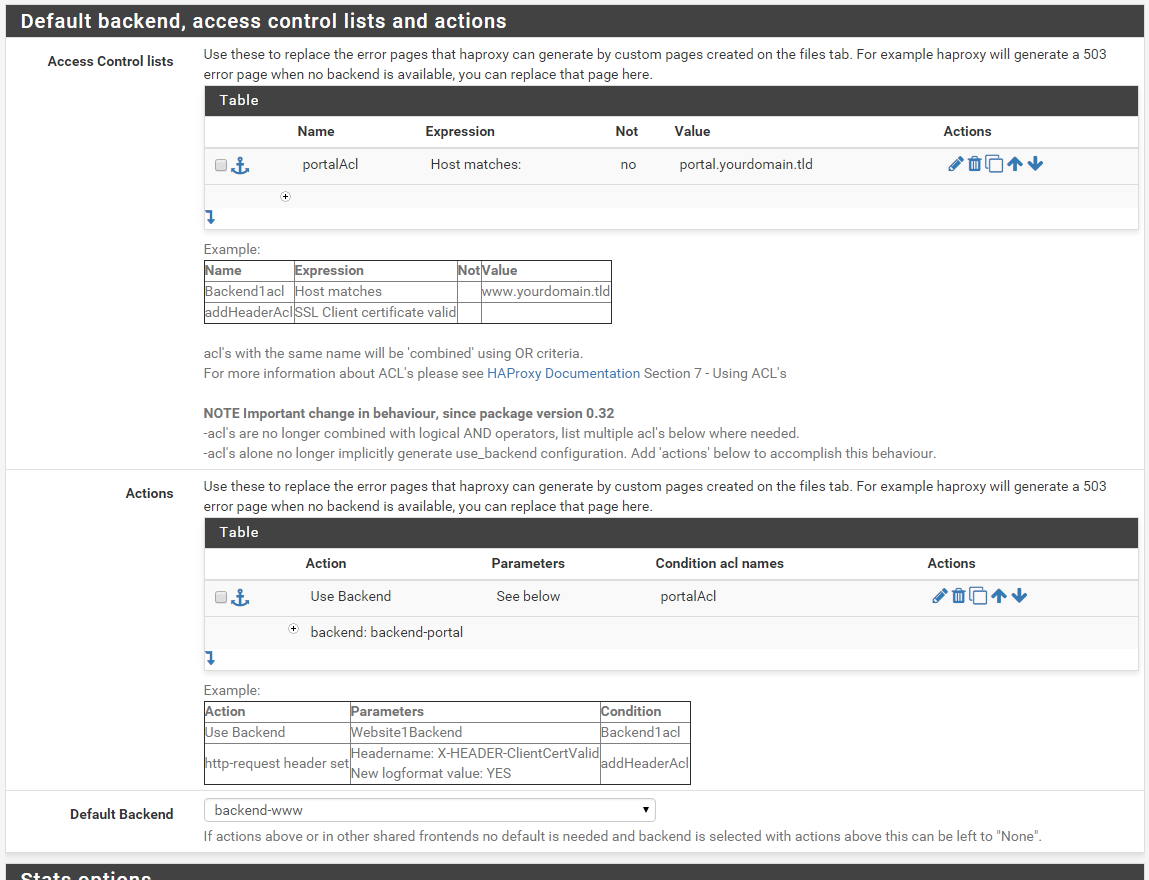 Default backend, access control lists and actions
Access Control lists
Use these to replace the error pages that haproxy can generate by custom pages created on the files tab. For example haproxy will generate a 503
error page when no backend is available, you can replace that page here.
Table
Name Expression Not Value Actions
portalAcl Host matches: no portal.yourdomain.tld
Example:
Name Expression Not Value
Backend1acl Host matches www.yourdomain.tld
addHeaderAcl SSL Client certificate valid
acl's with the same name will be 'combined' using OR criteria.
For more information about ACL's please see HAProxy Documentation Section 7 - Using ACL's
NOTE Important change in behaviour, since package version 0.32
-acl's are no longer combined with logical AND operators, list multiple acl's below where needed.
-acl's alone no longer implicitly generate use_backend configuration. Add 'actions' below to accomplish this behaviour.
Actions
Use these to replace the error pages that haproxy can generate by custom pages created on the files tab. For example haproxy will generate a 503
error page when no backend is available, you can replace that page here.
Table
Action Parameters Condition acl names Actions
Use Backend See below portalAcl
backend: backend-portal
Example:
Action Parameters Condition
Use Backend Website1Backend Backend1acl
http-request header set Headername: X-HEADER-ClientCertValid addHeaderAcl
New logformat value: YES
Default Backend backend-www
If actions above or in other shared frontends no default is needed and backend is selected with actions above this can be left to "None".
Stats options